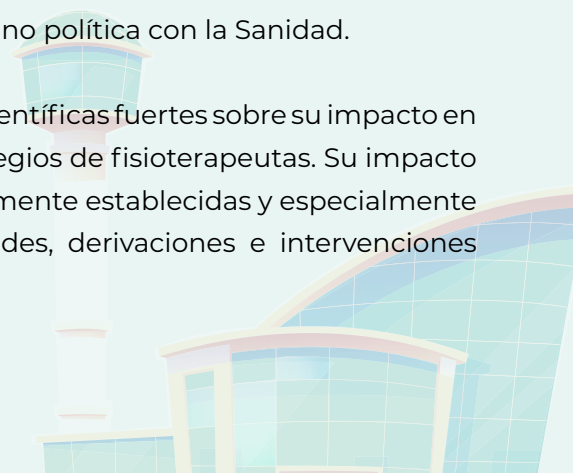 no política con la Sanidad.
entíficas fuertes sobre su impacto en
egios de fisioterapeutas. Su impacto
mente establecidas y especialmente
des, derivaciones e intervenciones